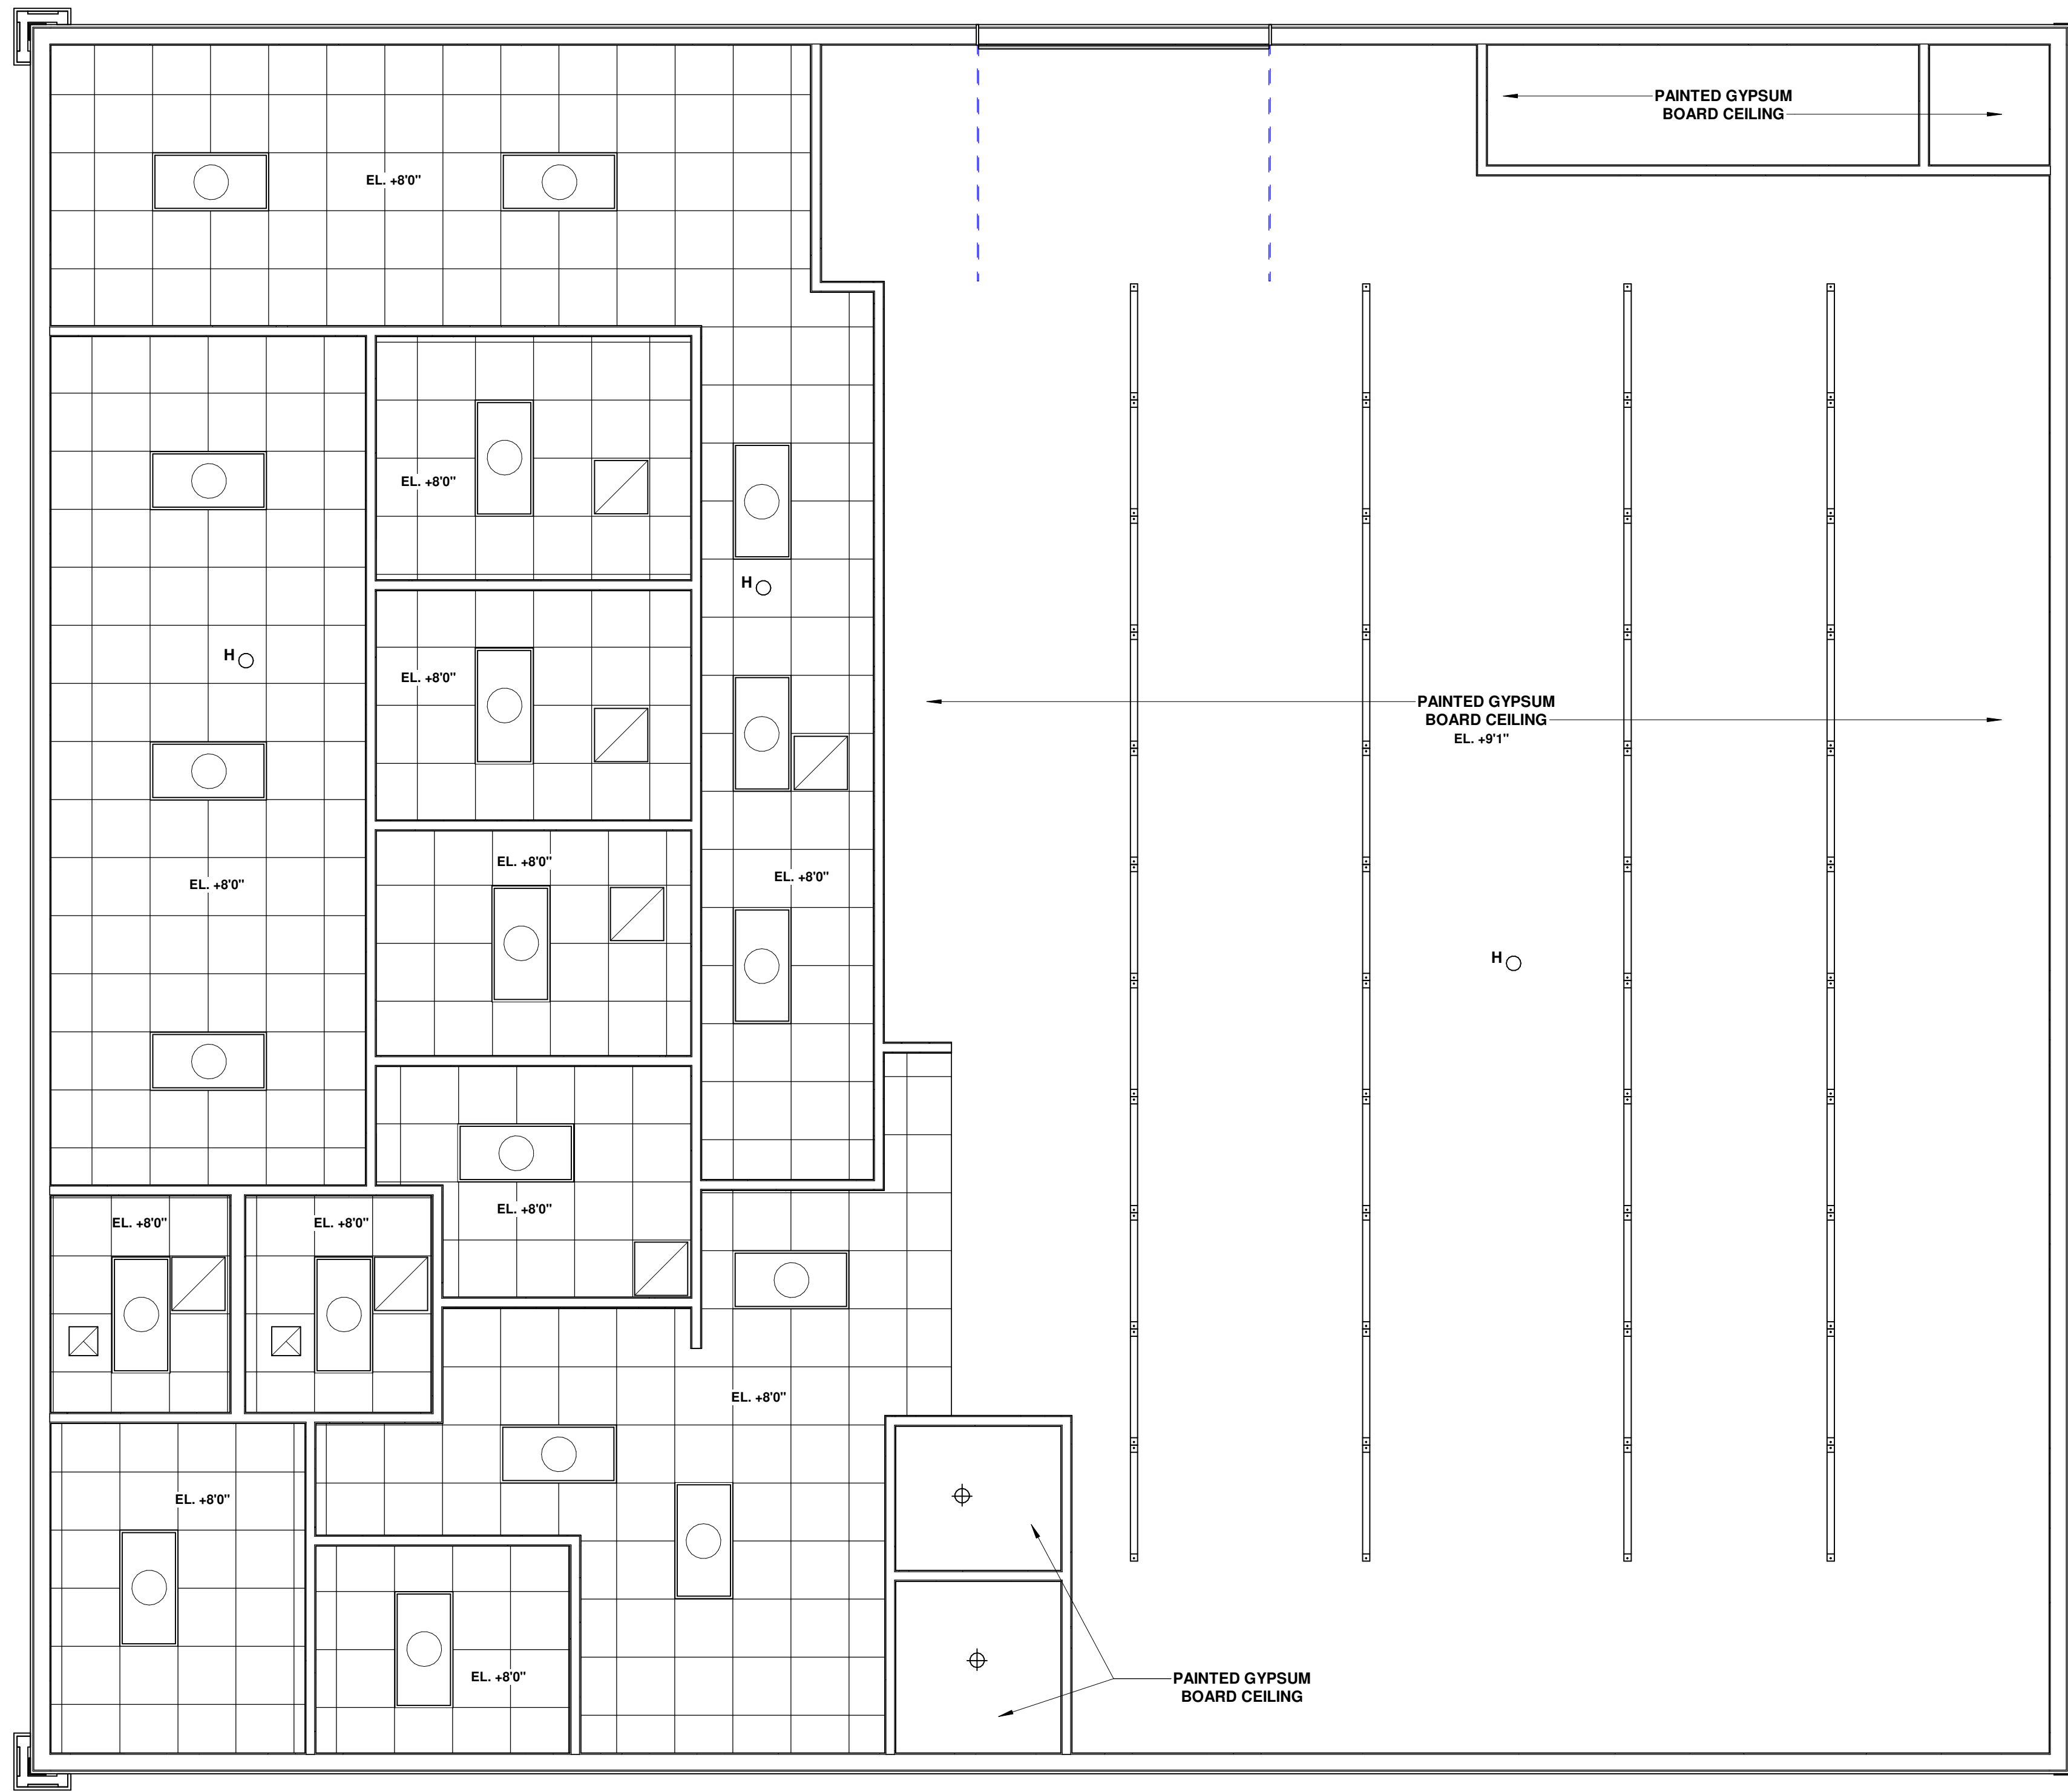 PAINTED GYPSUM
BOARD CEILING
EL. +8'0"
EL. +8'0"
H
H
EL. +8'0"
PAINTED GYPSUM
BOARD CEILING
EL. +9'1"
EL. +8'0"
EL. +8'0"
EL. +8'0"
H
EL. +8'0"
EL. +8'0"
EL. +8'0"
EL. +8'0"
EL. +8'0"
EL. +8'0"
PAINTED GYPSUM
BOARD CEILING